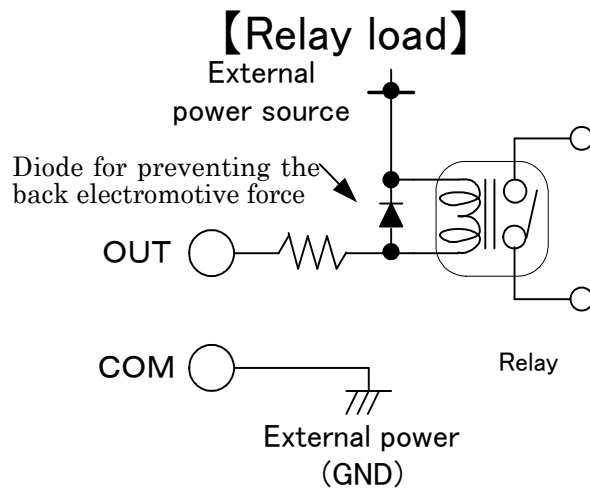 【Relay load】
External
power source
Diode for preventing the
back electromotive force
OUT
COM
Relay
External power
（GND）